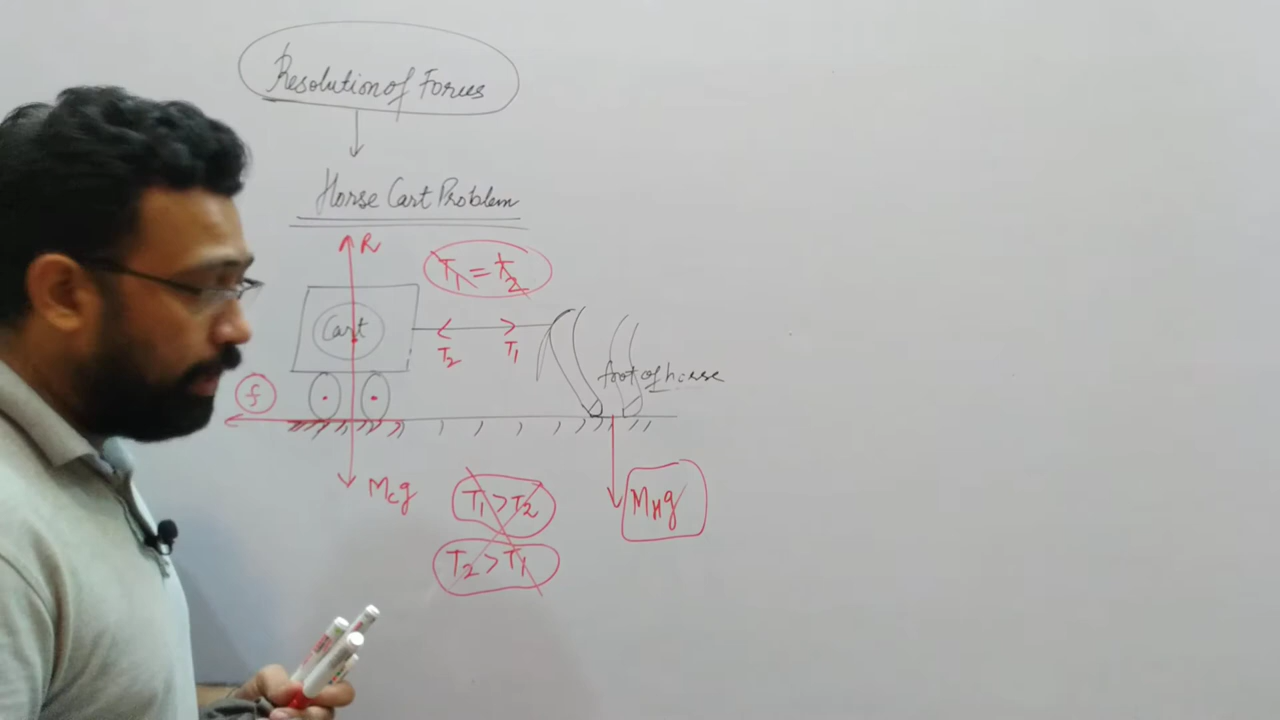 Resolution of Forces
Horse Cart Problem
R
T₁ = T₂
Cart
T₂
T₁
foot of horse
f
M_c g
T₁ > T₂
M_H g
T₂ > T₁